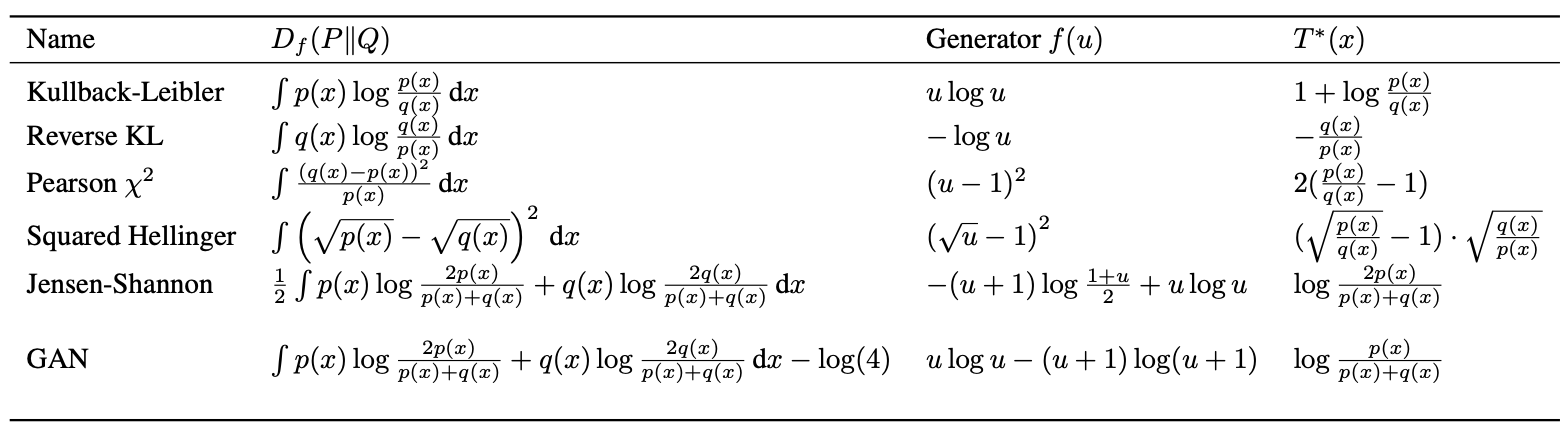 Name $D_f(P\|Q)$ Generator $f(u)$ $T^*(x)$
Kullback-Leibler $\int p(x) \log \frac{p(x)}{q(x)} \, \mathrm{d}x$ $u \log u$ $1 + \log \frac{p(x)}{q(x)}$
Reverse KL $\int q(x) \log \frac{q(x)}{p(x)} \, \mathrm{d}x$ $-\log u$ $-\frac{q(x)}{p(x)}$
Pearson $\chi^2$ $\int \frac{(q(x)-p(x))^2}{p(x)} \, \mathrm{d}x$ $(u-1)^2$ $2(\frac{p(x)}{q(x)} - 1)$
Squared Hellinger $\int \left(\sqrt{p(x)} - \sqrt{q(x)}\right)^2 \, \mathrm{d}x$ $(\sqrt{u}-1)^2$ $(\sqrt{\frac{p(x)}{q(x)}} - 1) \cdot \sqrt{\frac{q(x)}{p(x)}}$
Jensen-Shannon $\frac{1}{2} \int p(x) \log \frac{2p(x)}{p(x)+q(x)} + q(x) \log \frac{2q(x)}{p(x)+q(x)} \, \mathrm{d}x$ $-(u+1) \log \frac{1+u}{2} + u \log u$ $\log \frac{2p(x)}{p(x)+q(x)}$
GAN $\int p(x) \log \frac{2p(x)}{p(x)+q(x)} + q(x) \log \frac{2q(x)}{p(x)+q(x)} \, \mathrm{d}x - \log(4)$ $u \log u - (u+1) \log(u+1)$ $\log \frac{p(x)}{p(x)+q(x)}$